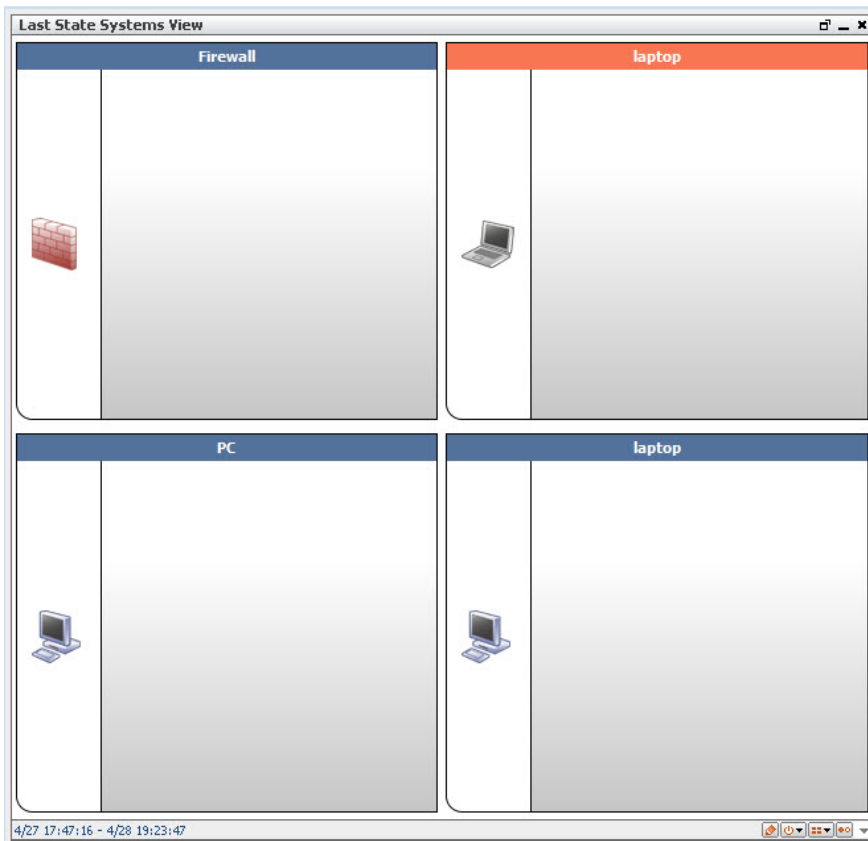 Last State Systems View
Firewall
laptop
PC
laptop
4/27 17:47:16 - 4/28 19:23:47